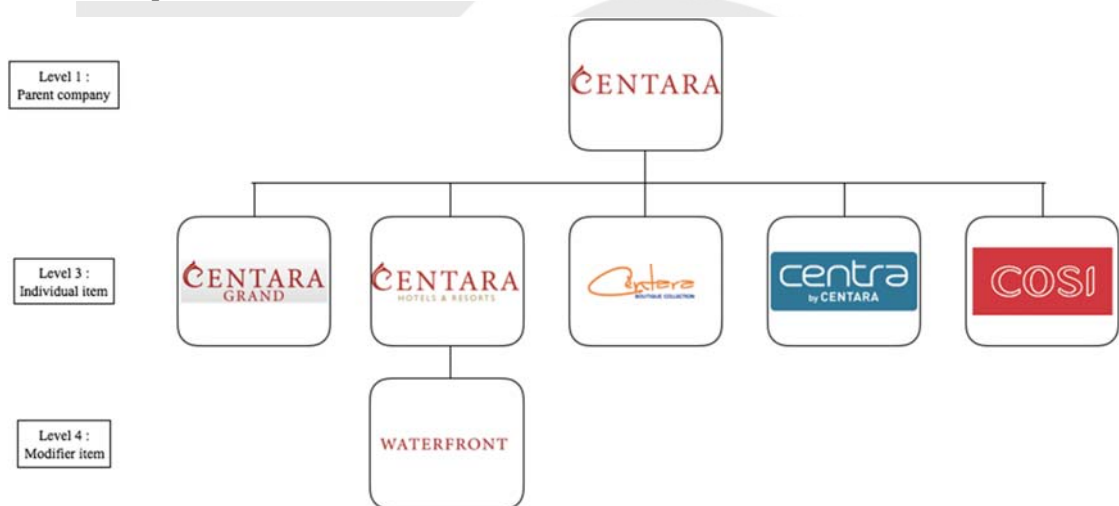 Level 1 :
Parent company
CENTARA
Level 3 :
Individual item
CENTARA
GRAND
CENTARA
HOTELS & RESORTS
Centara
BOUTIQUE COLLECTION
centra
by CENTARA
COSI
Level 4 :
Modifier item
WATERFRONT